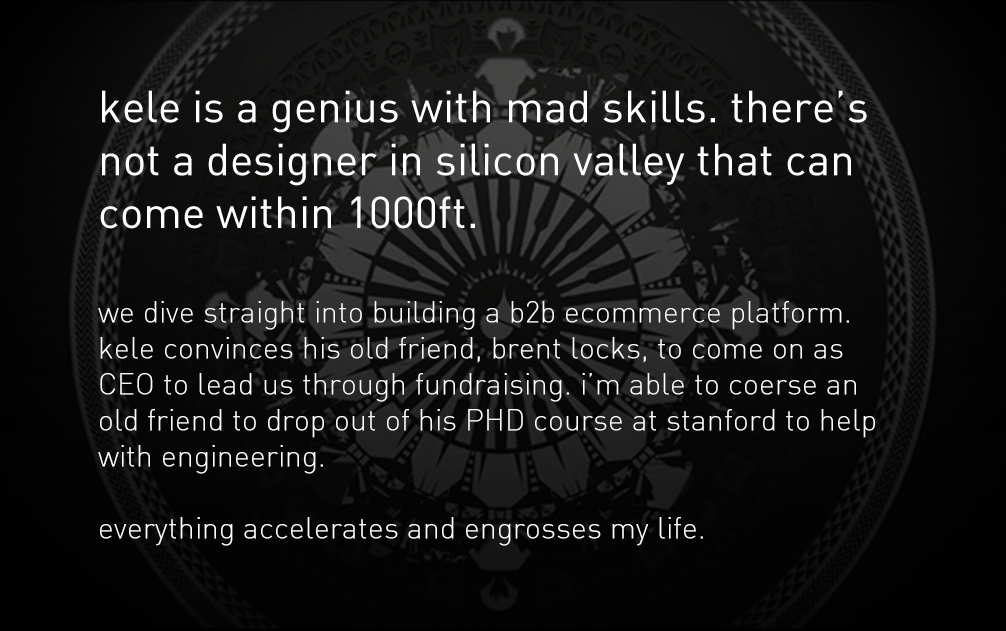 kele is a genius with mad skills. there's
not a designer in silicon valley that can
come within 1000ft.
we dive straight into building a b2b ecommerce platform.
kele convinces his old friend, brent locks, to come on as
CEO to lead us through fundraising. i'm able to coerse an
old friend to drop out of his PHD course at stanford to help
with engineering.
everything accelerates and engrosses my life.